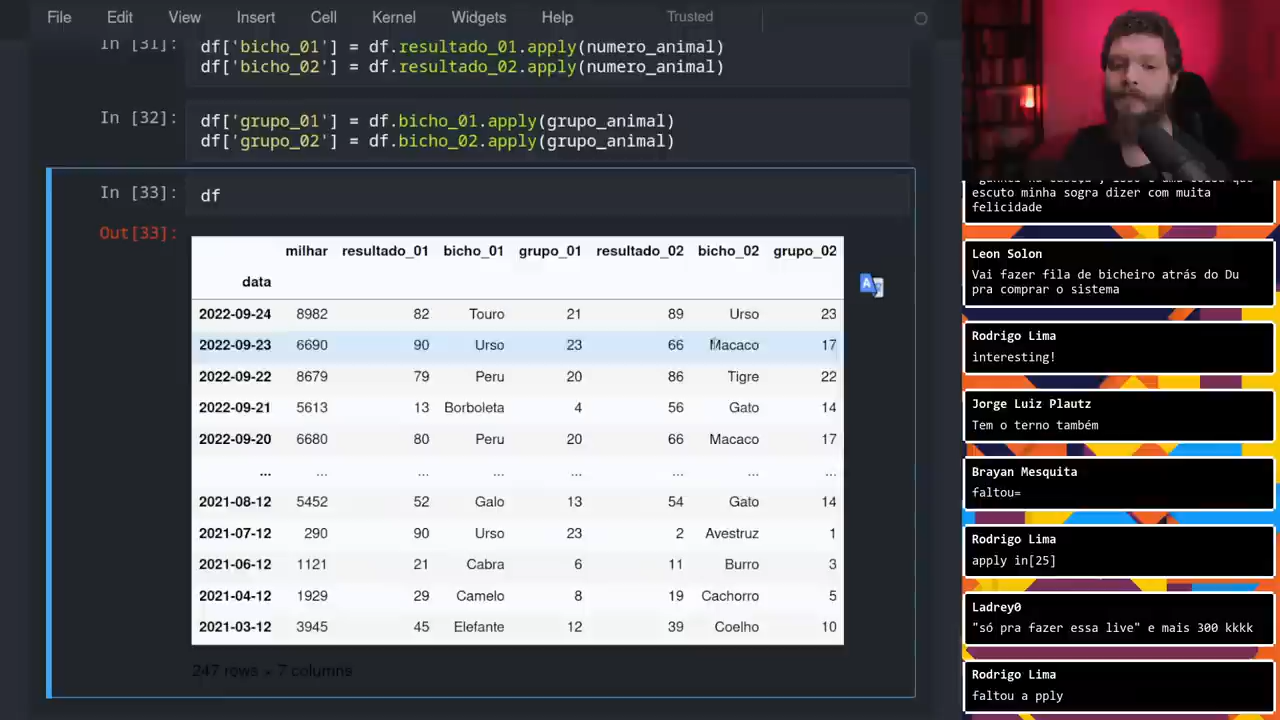 File Edit View Insert Cell Kernel Widgets Help Trusted
In [31]: df['bicho_01'] = df.resultado_01.apply(numero_animal)
df['bicho_02'] = df.resultado_02.apply(numero_animal)
In [32]: df['grupo_01'] = df.bicho_01.apply(grupo_animal)
df['grupo_02'] = df.bicho_02.apply(grupo_animal)
In [33]: df
Out[33]:
milhar resultado_01 bicho_01 grupo_01 resultado_02 bicho_02 grupo_02
data
2022-09-24 8982 82 Touro 21 89 Urso 23
2022-09-23 6690 90 Urso 23 66 Macaco 17
2022-09-22 8679 79 Peru 20 86 Tigre 22
2022-09-21 5613 13 Borboleta 4 56 Gato 14
2022-09-20 6680 80 Peru 20 66 Macaco 17
... ... ... ... ... ... ... ...
2021-08-12 5452 52 Galo 13 54 Gato 14
2021-07-12 290 90 Urso 23 2 Avestruz 1
2021-06-12 1121 21 Cabra 6 11 Burro 3
2021-04-12 1929 29 Camelo 8 19 Cachorro 5
2021-03-12 3945 45 Elefante 12 39 Coelho 10
247 rows × 7 columns
escuto minha sogra dizer com muita
felicidade
Leon Solon
Vai fazer fila de bicheiro atrás do Du
pra comprar o sistema
Rodrigo Lima
interesting!
Jorge Luiz Plautz
Tem o terno também
Brayan Mesquita
faltou=
Rodrigo Lima
apply in[25]
Ladrey0
"só pra fazer essa live" e mais 300 kkkk
Rodrigo Lima
faltou a pply